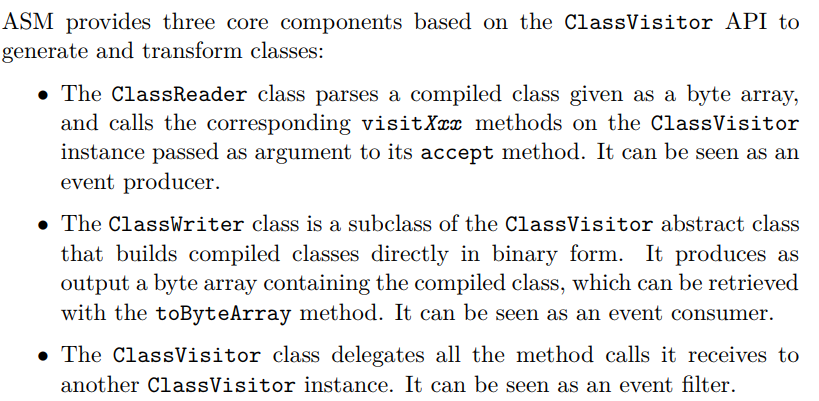 ASM provides three core components based on the ClassVisitor API to
generate and transform classes:
• The ClassReader class parses a compiled class given as a byte array,
and calls the corresponding visitXxx methods on the ClassVisitor
instance passed as argument to its accept method. It can be seen as an
event producer.
• The ClassWriter class is a subclass of the ClassVisitor abstract class
that builds compiled classes directly in binary form. It produces as
output a byte array containing the compiled class, which can be retrieved
with the toByteArray method. It can be seen as an event consumer.
• The ClassVisitor class delegates all the method calls it receives to
another ClassVisitor instance. It can be seen as an event filter.